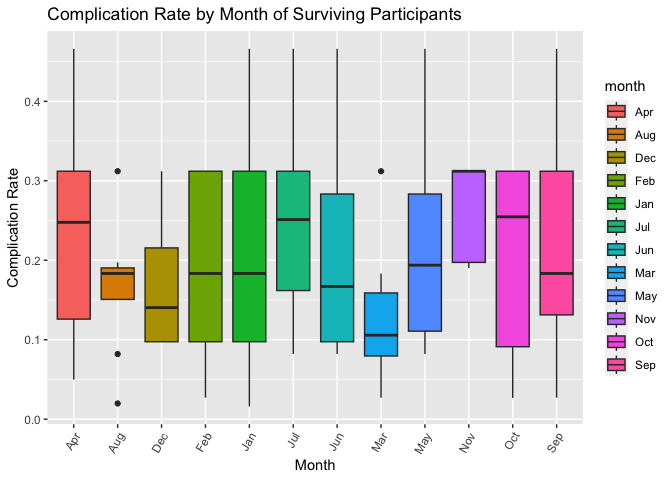 Complication Rate by Month of Surviving Participants
Complication Rate
0.4
0.3
0.2
0.1
0.0
Apr
Aug
Dec
Feb
Jan
Jul
Jun
Mar
May
Nov
Oct
Sep
Month
month
Apr
Aug
Dec
Feb
Jan
Jul
Jun
Mar
May
Nov
Oct
Sep